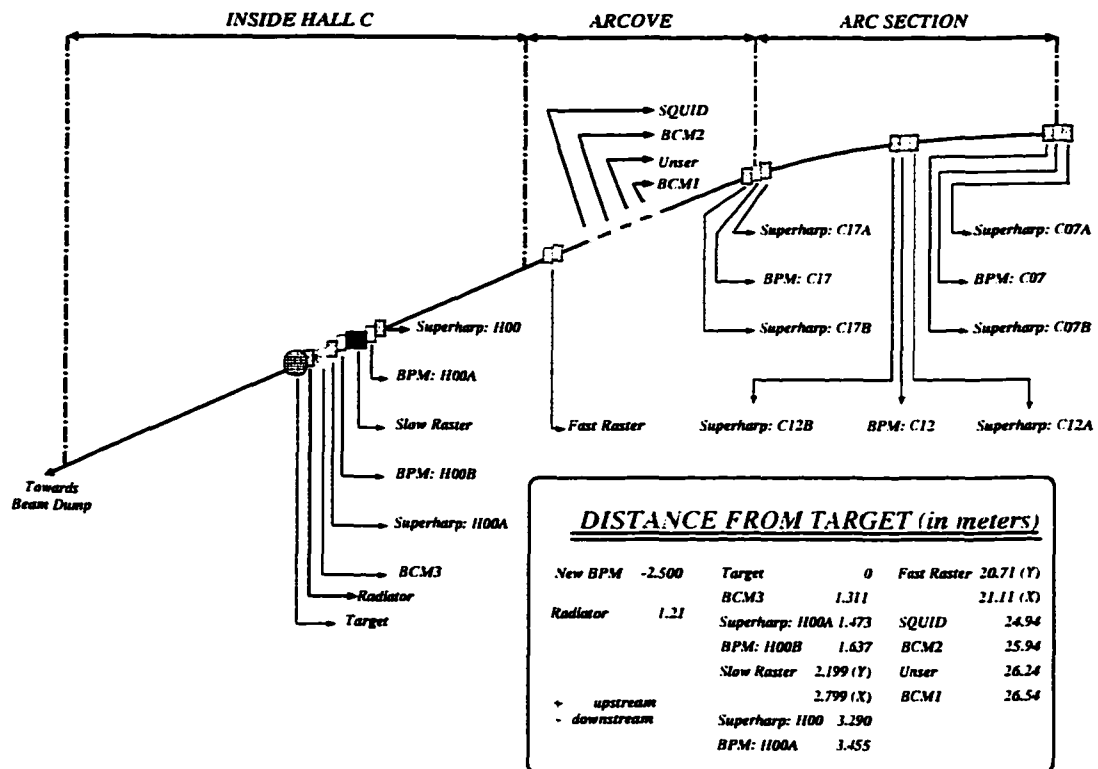 INSIDE HALL C
ARCOVE
ARC SECTION
SQUID
BCM2
Unser
BCM1
Superharp: C17A
Superharp: C07A
BPM: C17
BPM: C07
Superharp: H00
Superharp: C17B
Superharp: C07B
BPM: H00A
Slow Raster
Fast Raster
Superharp: C12B
BPM: C12
Superharp: C12A
BPM: H00B
Towards
Beam Dump
Superharp: H00A
BCM3
Radiator
Target
DISTANCE FROM TARGET (in meters)
New BPM -2.500 Target 0 Fast Raster 20.71 (Y)
BCM3 1.311 21.11 (X)
Radiator 1.21 Superharp: H00A 1.473 SQUID 24.94
BPM: H00B 1.637 BCM2 25.94
Slow Raster 2.199 (Y) Unser 26.24
2.799 (X) BCM1 26.54
+ upstream
- downstream Superharp: H00 3.290
BPM: H00A 3.455